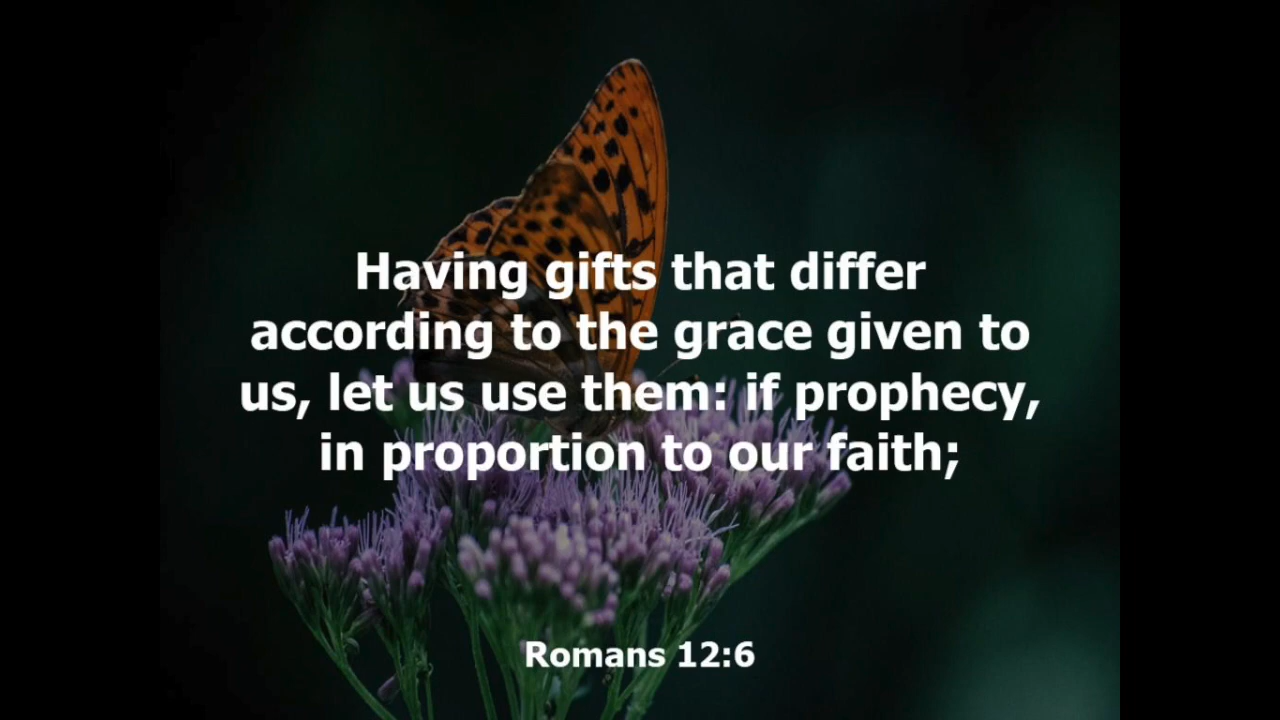 Having gifts that differ
according to the grace given to
us, let us use them: if prophecy,
in proportion to our faith;
Romans 12:6